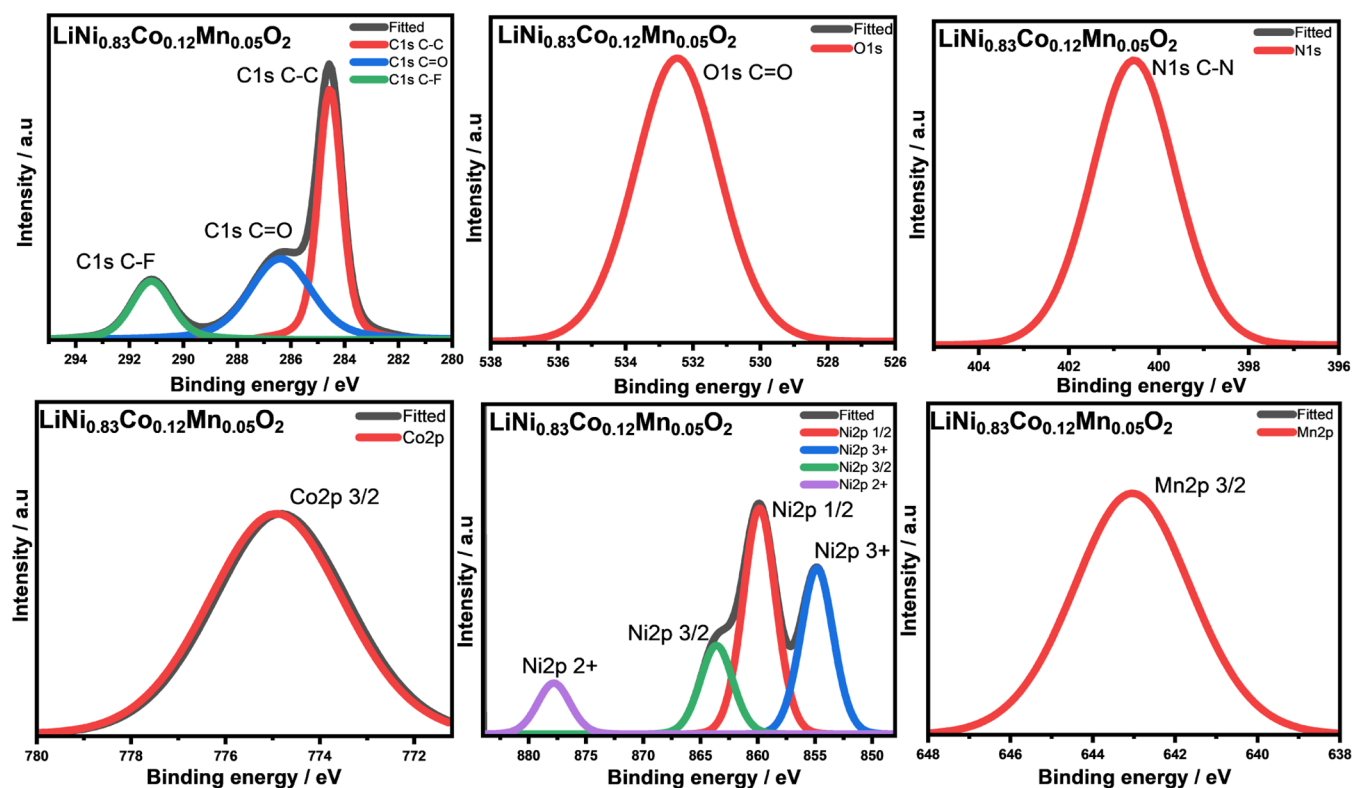 LiNi₀.₈₃Co₀.₁₂Mn₀.₀₅O₂
Fitted
C1s C-C
C1s C=O
C1s C-F
C1s C-C
C1s C=O
C1s C-F
Intensity / a.u
294 292 290 288 286 284 282 280
Binding energy / eV
LiNi₀.₈₃Co₀.₁₂Mn₀.₀₅O₂
Fitted
O1s
O1s C=O
Intensity / a.u
538 536 534 532 530 528 526
Binding energy / eV
LiNi₀.₈₃Co₀.₁₂Mn₀.₀₅O₂
Fitted
N1s
N1s C-N
Intensity / a.u
404 402 400 398 396
Binding energy / eV
LiNi₀.₈₃Co₀.₁₂Mn₀.₀₅O₂
Fitted
Co2p
Co2p 3/2
Intensity / a.u
780 778 776 774 772
Binding energy / eV
LiNi₀.₈₃Co₀.₁₂Mn₀.₀₅O₂
Fitted
Ni2p 1/2
Ni2p 3+
Ni2p 3/2
Ni2p 2+
Ni2p 1/2
Ni2p 3+
Ni2p 3/2
Ni2p 2+
Intensity / a.u
880 875 870 865 860 855 850
Binding energy / eV
LiNi₀.₈₃Co₀.₁₂Mn₀.₀₅O₂
Fitted
Mn2p
Mn2p 3/2
Intensity / a.u
648 646 644 642 640 638
Binding energy / eV